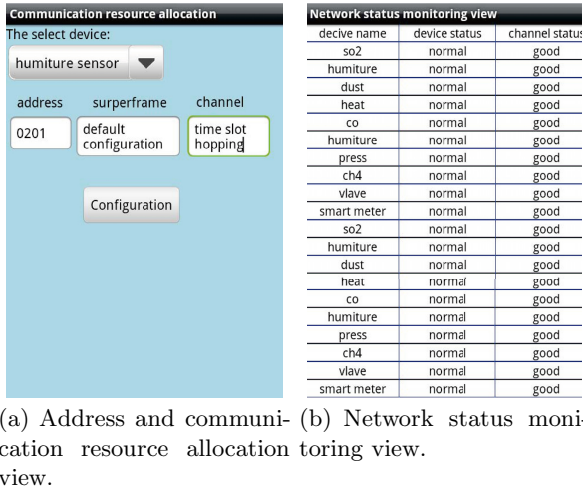 Communication resource allocation
The select device:
humiture sensor
address surperframe channel
0201
default
configuration
time slot
hopping
Configuration
(a) Address and communi-
cation resource allocation
view.
Network status monitoring view
decive name device status channel status
so2 normal good
humiture normal good
dust normal good
heat normal good
co normal good
humiture normal good
press normal good
ch4 normal good
vlave normal good
smart meter normal good
so2 normal good
humiture normal good
dust normal good
heat normal good
co normal good
humiture normal good
press normal good
ch4 normal good
vlave normal good
smart meter normal good
(b) Network status moni-
toring view.